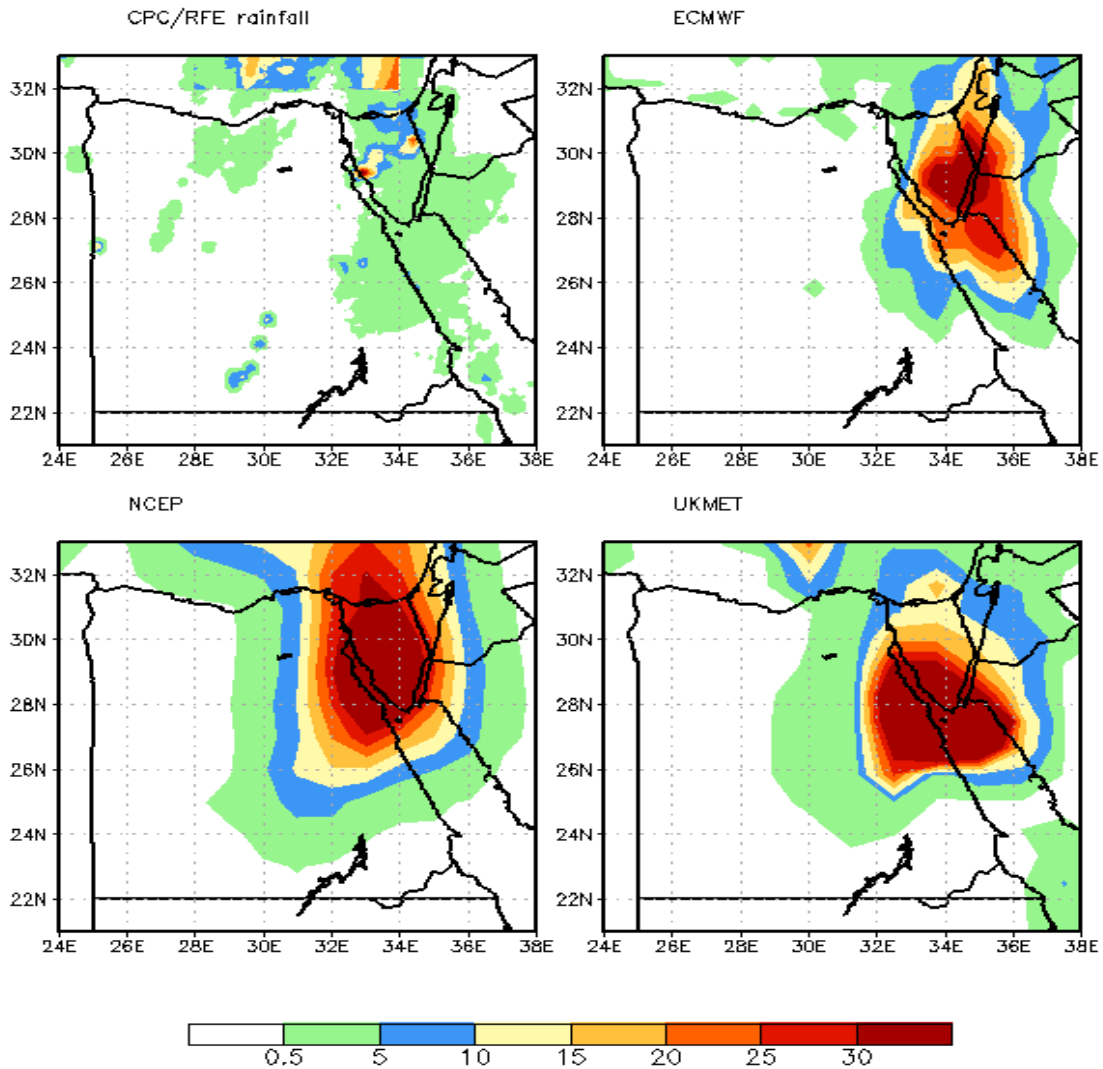 CPC/RFE rainfall
ECMWF
32N
30N
28N
26N
24N
22N
24E 26E 28E 30E 32E 34E 36E 38E
32N
30N
28N
26N
24N
22N
24E 26E 28E 30E 32E 34E 36E 38E
NCEP
UKMET
32N
30N
28N
26N
24N
22N
24E 26E 28E 30E 32E 34E 36E 38E
32N
30N
28N
26N
24N
22N
24E 26E 28E 30E 32E 34E 36E 38E
0.5 5 10 15 20 25 30